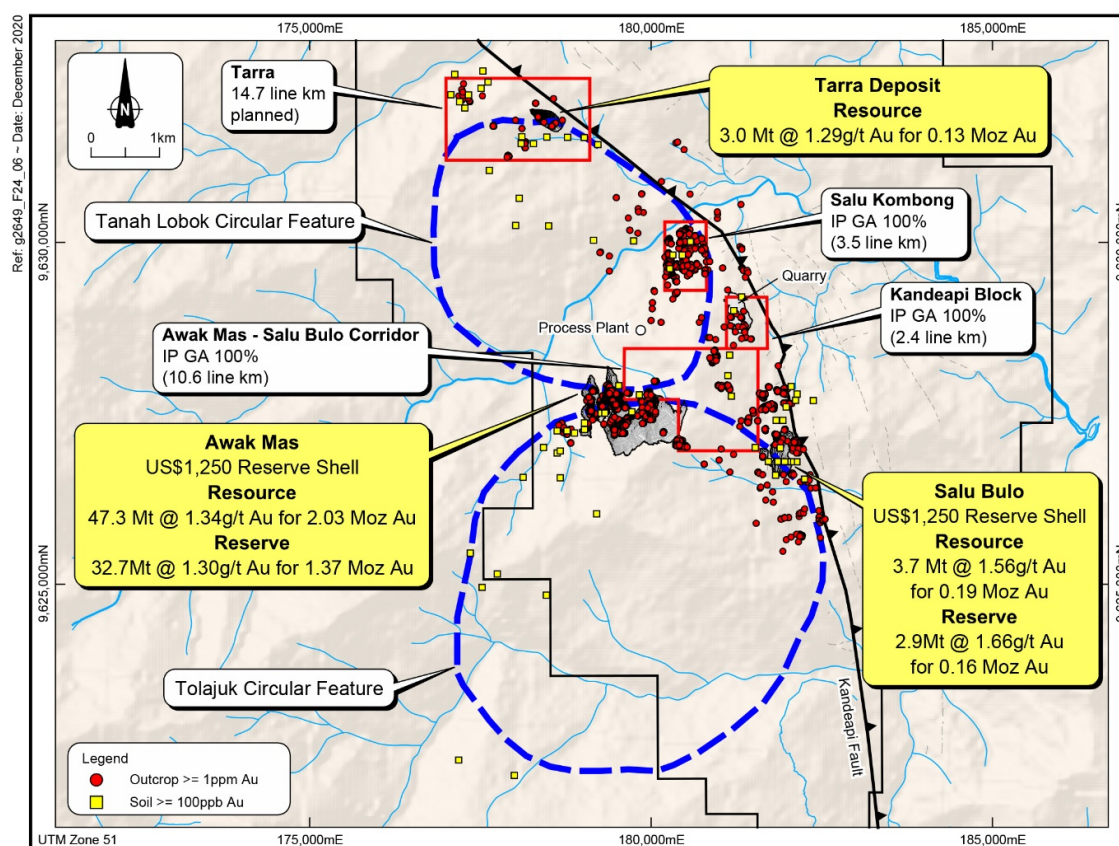 Ref: g2649_F24_06 ~ Date: December 2020
175,000mE
180,000mE
185,000mE
N
0
1km
Tarra
14.7 line km
planned)
Tarra Deposit
Resource
3.0 Mt @ 1.29g/t Au for 0.13 Moz Au
Tanah Lobok Circular Feature
Salu Kombong
IP GA 100%
(3.5 line km)
9,630,000mN
Quarry
Kandeapi Block
IP GA 100%
(2.4 line km)
Process Plant
Awak Mas - Salu Bulo Corridor
IP GA 100%
(10.6 line km)
Awak Mas
US$1,250 Reserve Shell
Resource
47.3 Mt @ 1.34g/t Au for 2.03 Moz Au
Reserve
32.7Mt @ 1.30g/t Au for 1.37 Moz Au
Salu Bulo
US$1,250 Reserve Shell
Resource
3.7 Mt @ 1.56g/t Au
for 0.19 Moz Au
Reserve
2.9Mt @ 1.66g/t Au
for 0.16 Moz Au
9,625,000mN
Tolajuk Circular Feature
Kandeapi Fault
Legend
Outcrop >= 1ppm Au
Soil >= 100ppb Au
UTM Zone 51
175,000mE
180,000mE
185,000mE